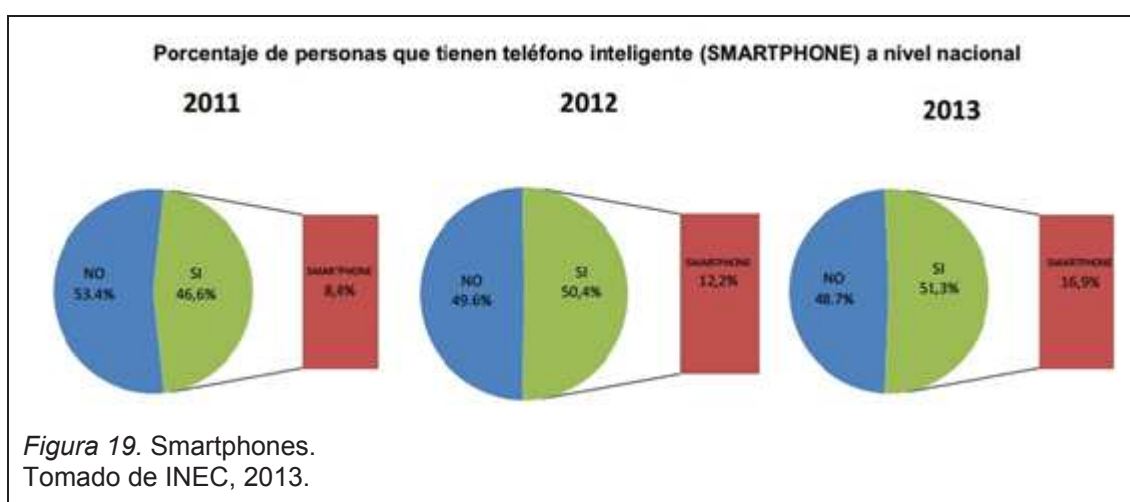 Porcentaje de personas que tienen teléfono inteligente (SMARTPHONE) a nivel nacional
2011
2012
2013
NO
53.4%
SI
46,6%
SMARTPHONE
8,4%
NO
49.6%
SI
50,4%
SMARTPHONE
12,2%
NO
48.7%
SI
51,3%
SMARTPHONE
16,9%
Figura 19. Smartphones.
Tomado de INEC, 2013.